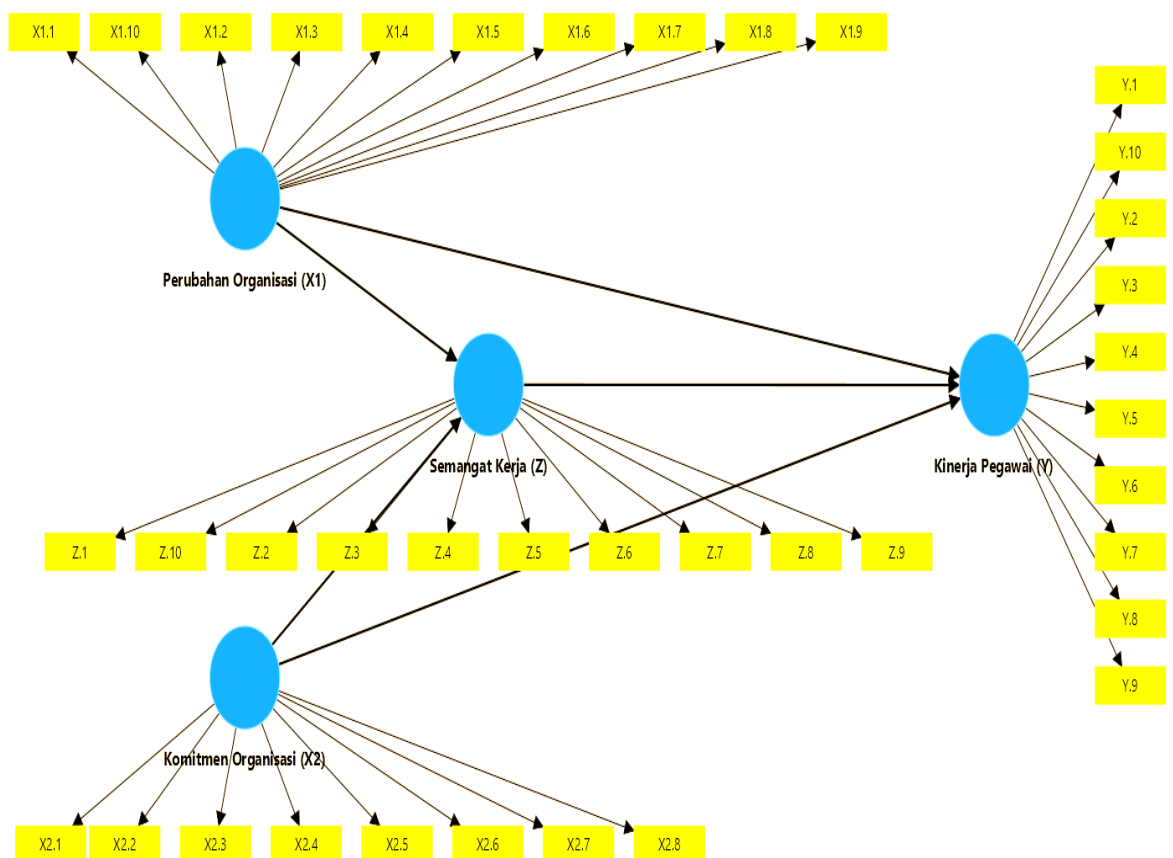 X1.1 X1.10 X1.2 X1.3 X1.4 X1.5 X1.6 X1.7 X1.8 X1.9
Y.1
Y.10
Y.2
Perubahan Organisasi (X1)
Y.3
Y.4
Y.5
Semangat Kerja (Z)
Kinerja Pegawai (Y)
Y.6
Z.1 Z.10 Z.2 Z.3 Z.4 Z.5 Z.6 Z.7 Z.8 Z.9
Y.7
Y.8
Y.9
Komitmen Organisasi (X2)
X2.1 X2.2 X2.3 X2.4 X2.5 X2.6 X2.7 X2.8